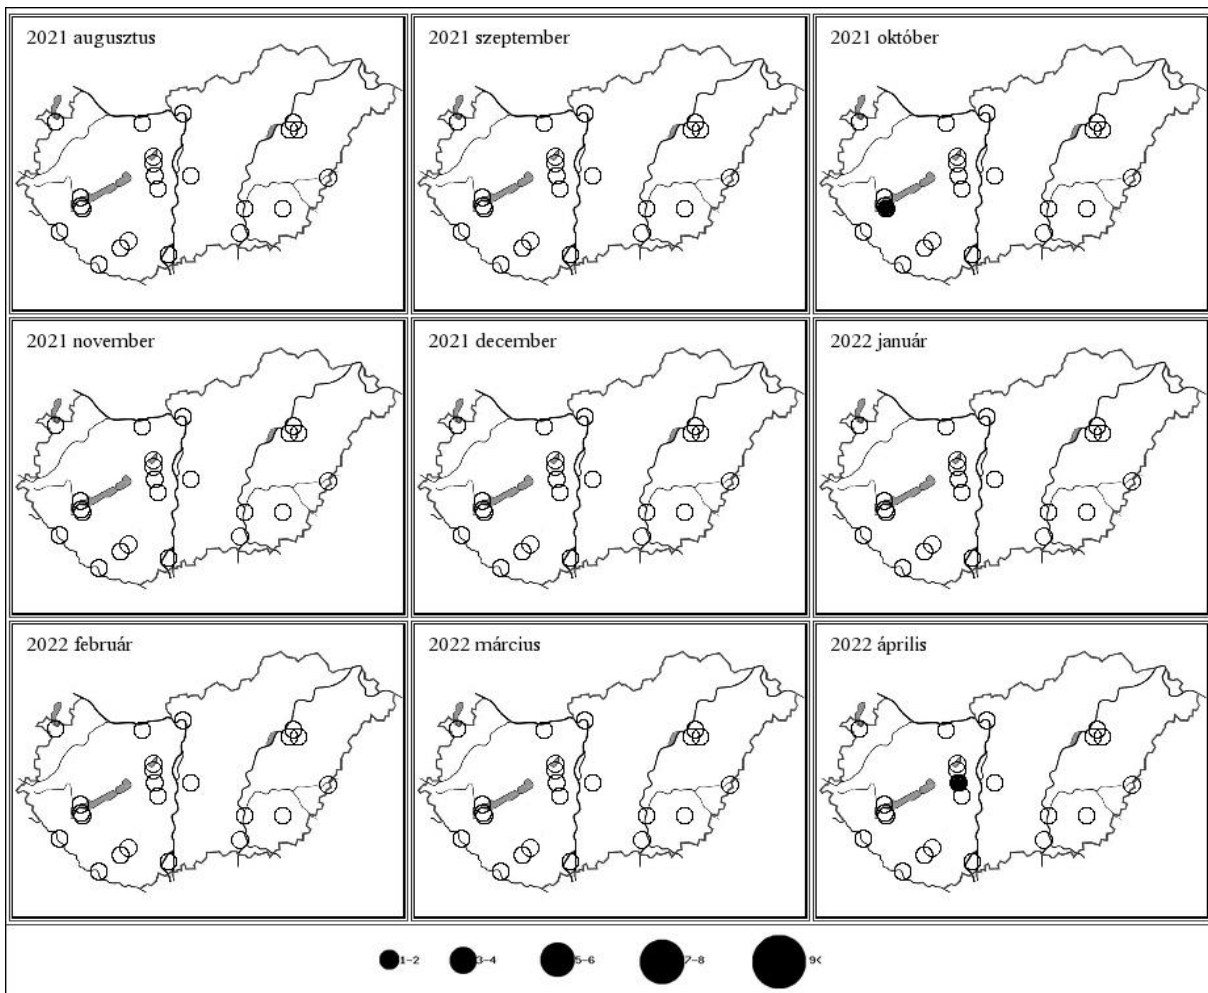 2021 augusztus
2021 szeptember
2021 október
2021 november
2021 december
2022 január
2022 február
2022 március
2022 április
1-2
3-4
5-6
7-8
9<